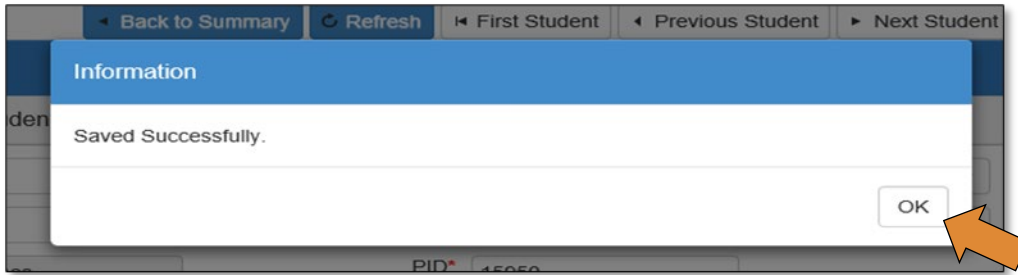 Back to Summary Refresh First Student Previous Student Next Student
Information
Saved Successfully.
OK
PID*